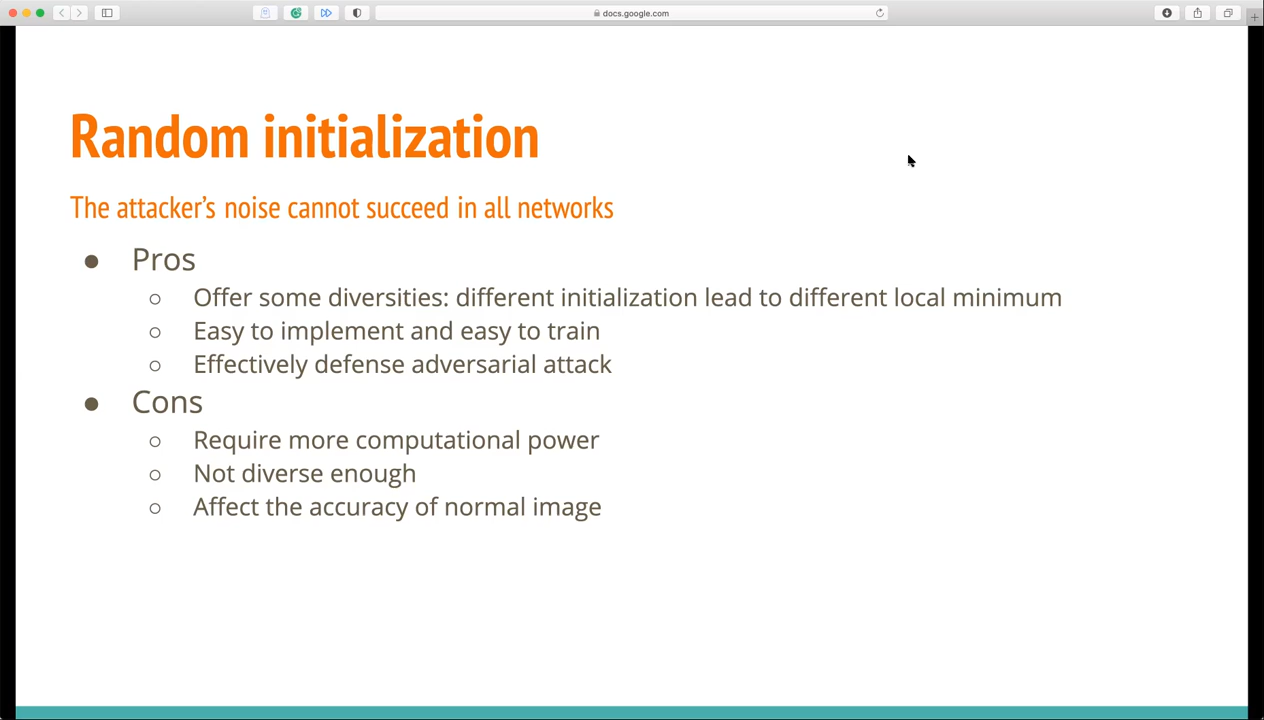 docs.google.com
Random initialization
The attacker's noise cannot succeed in all networks
● Pros
○ Offer some diversities: different initialization lead to different local minimum
○ Easy to implement and easy to train
○ Effectively defense adversarial attack
● Cons
○ Require more computational power
○ Not diverse enough
○ Affect the accuracy of normal image